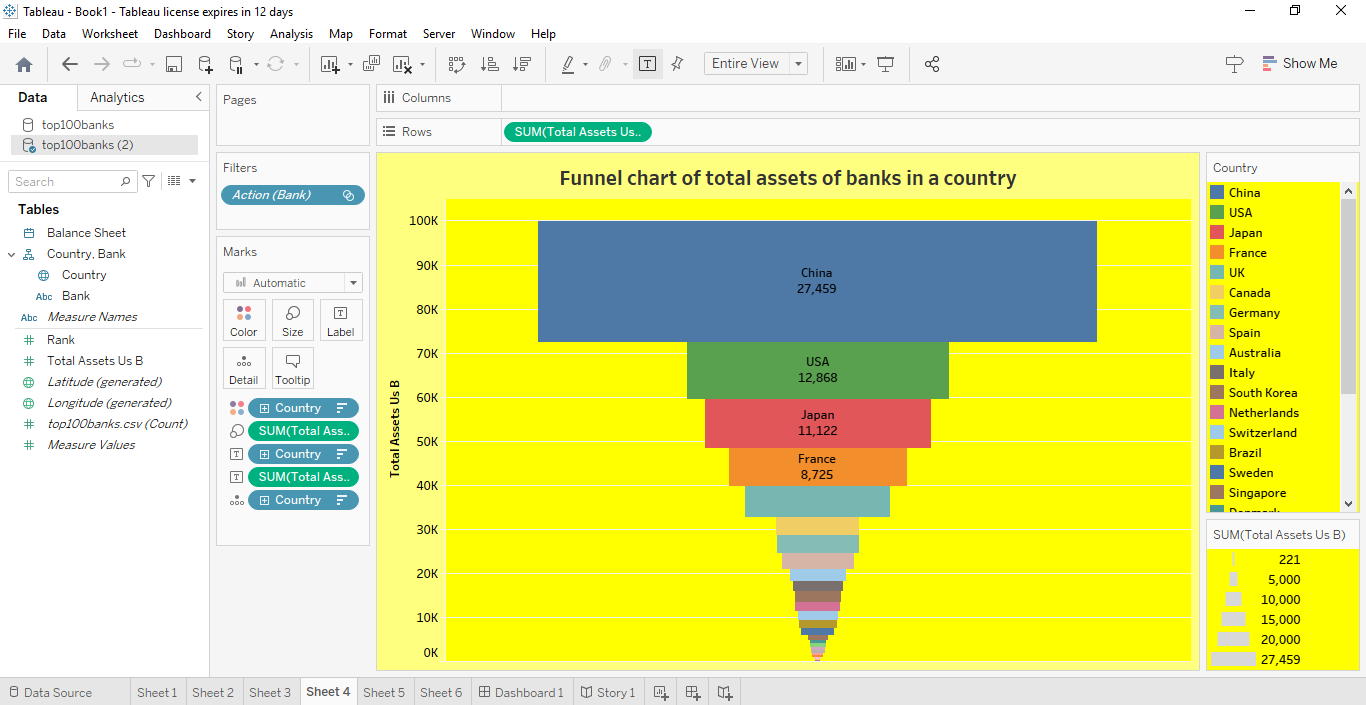 Tableau - Book1 - Tableau license expires in 12 days
File Data Worksheet Dashboard Story Analysis Map Format Server Window Help
Entire View
Show Me
Data Analytics
top100banks
top100banks (2)
Search
Tables
Balance Sheet
Country, Bank
Country
Abc Bank
Abc Measure Names
Rank
Total Assets Us B
Latitude (generated)
Longitude (generated)
top100banks.csv (Count)
Measure Values
Pages
Filters
Action (Bank)
Marks
Automatic
Color Size Label
Detail Tooltip
Country
SUM(Total Ass..
Country
SUM(Total Ass..
Country
Columns
Rows SUM(Total Assets Us..
Funnel chart of total assets of banks in a country
Total Assets Us B
100K
90K
80K
70K
60K
50K
40K
30K
20K
10K
0K
China
27,459
USA
12,868
Japan
11,122
France
8,725
Country
China
USA
Japan
France
UK
Canada
Germany
Spain
Australia
Italy
South Korea
Netherlands
Switzerland
Brazil
Sweden
Singapore
Denmark
SUM(Total Assets Us B)
221
5,000
10,000
15,000
20,000
27,459
Data Source Sheet 1 Sheet 2 Sheet 3 Sheet 4 Sheet 5 Sheet 6 Dashboard 1 Story 1